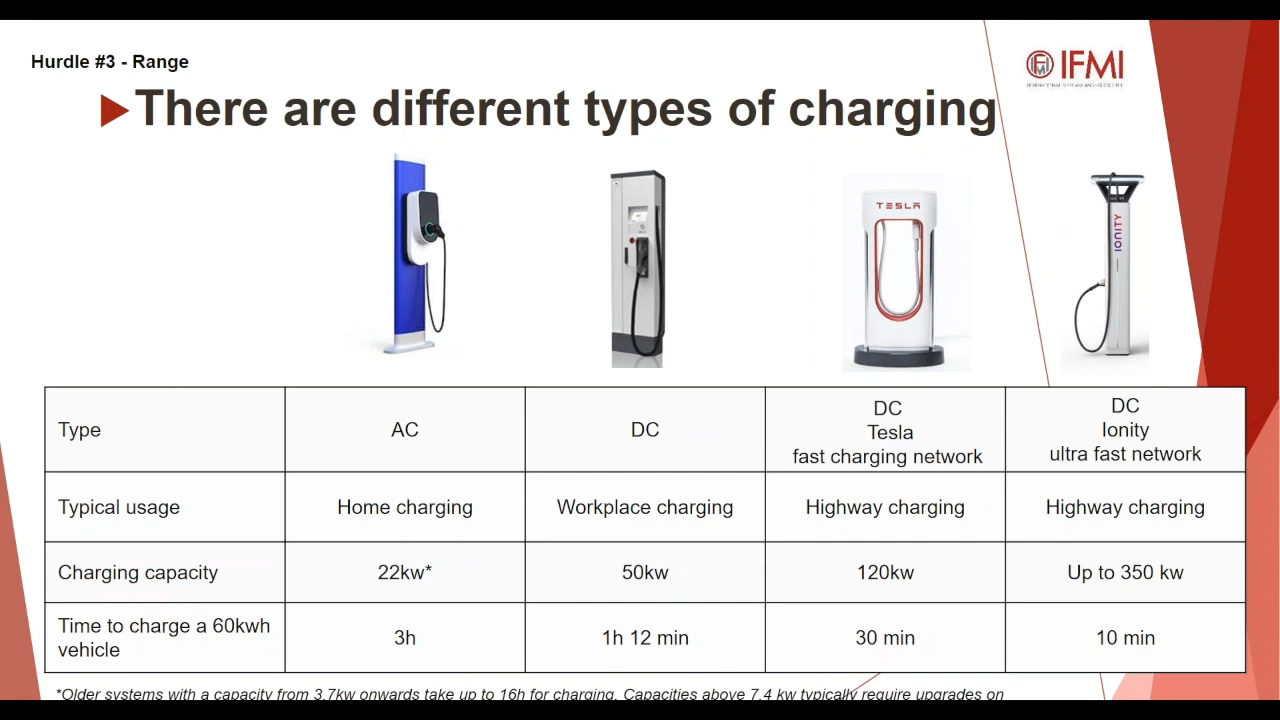 Hurdle #3 - Range
IFMI
There are different types of charging
TESLA
IONITY
Type
AC
DC
DC
Tesla
fast charging network
DC
Ionity
ultra fast network
Typical usage
Home charging
Workplace charging
Highway charging
Highway charging
Charging capacity
22kw*
50kw
120kw
Up to 350 kw
Time to charge a 60kwh
vehicle
3h
1h 12 min
30 min
10 min
*Older systems with a capacity from 3.7kw onwards take up to 16h for charging. Capacities above 7.4 kw typically require upgrades on